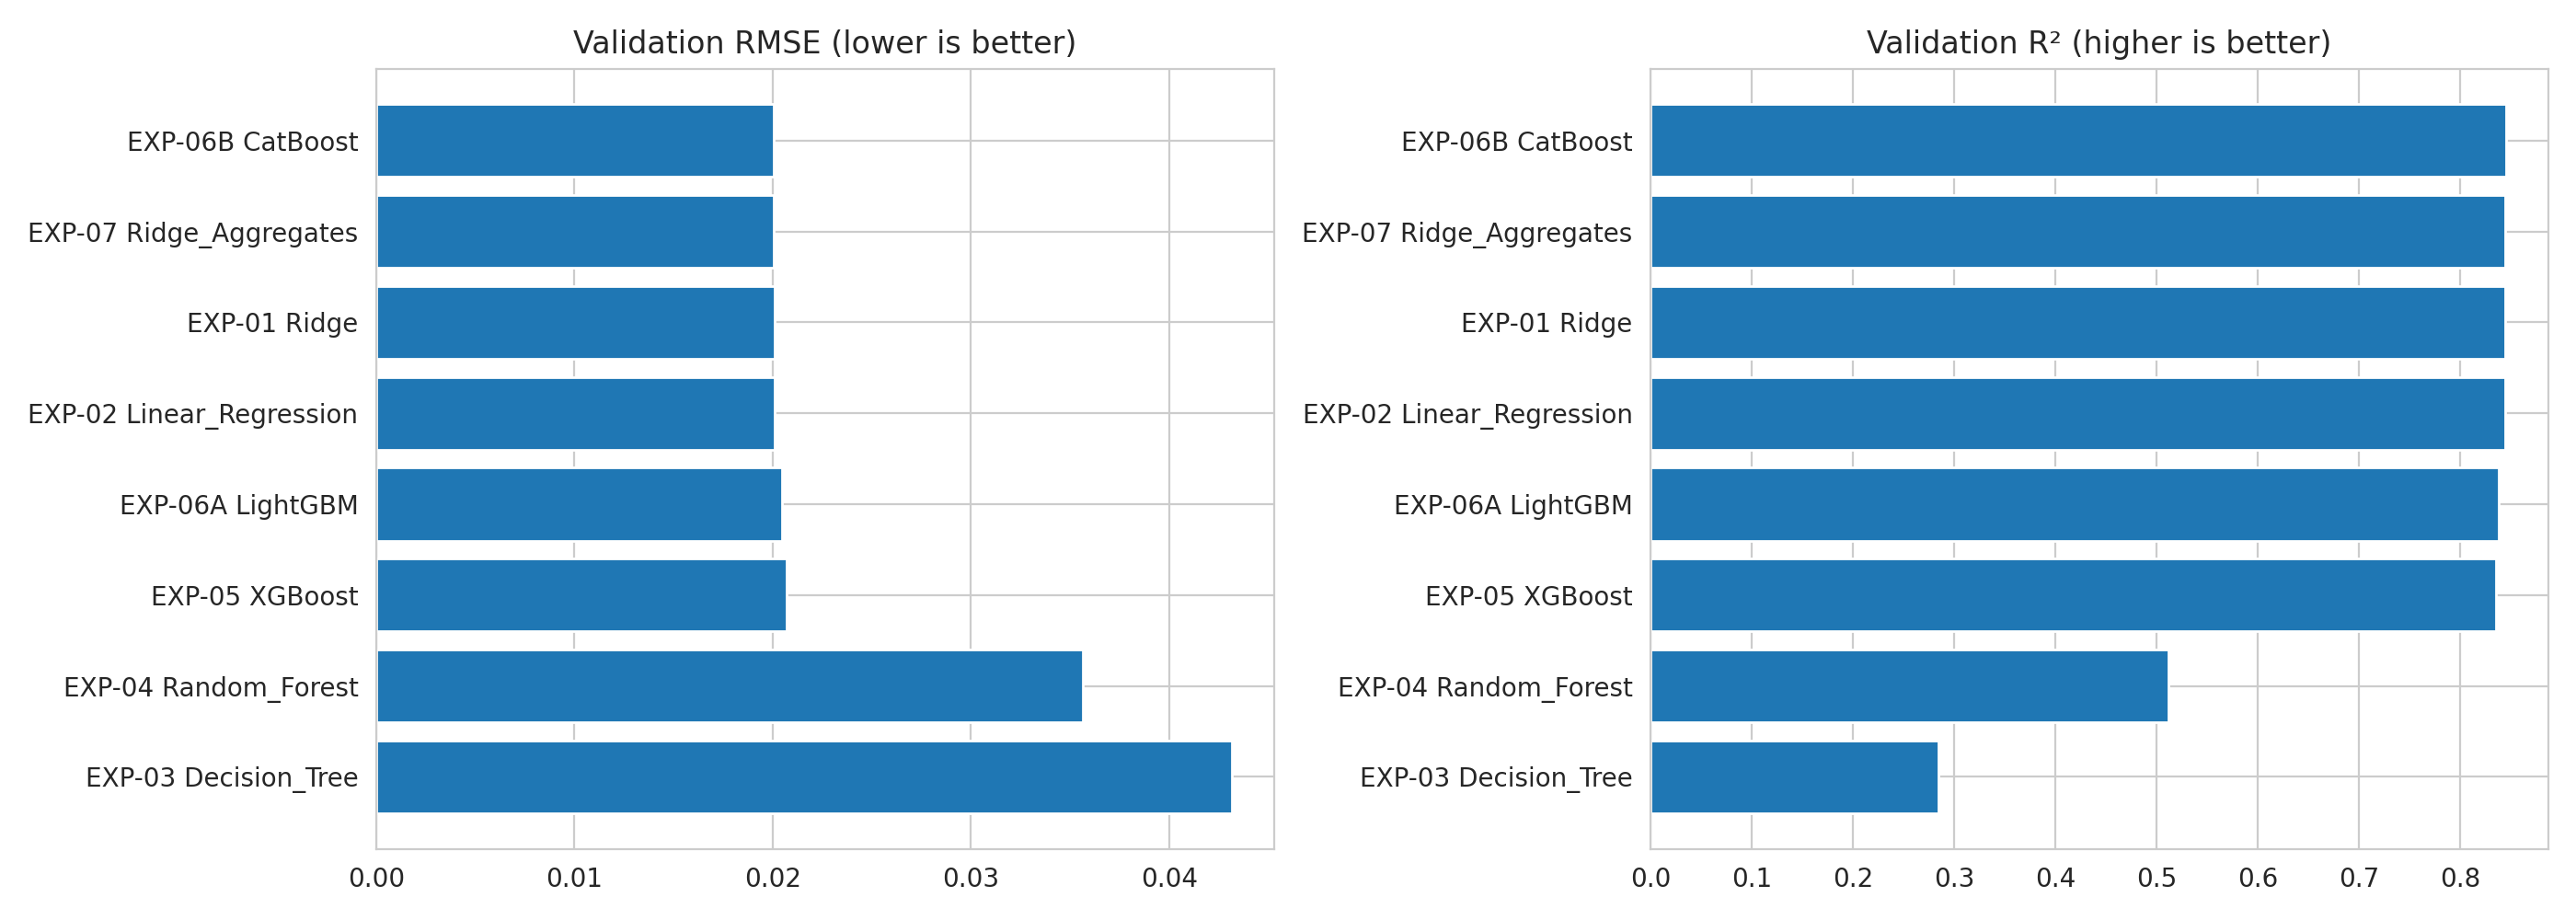 Validation RMSE (lower is better)
EXP-06B CatBoost
EXP-07 Ridge_Aggregates
EXP-01 Ridge
EXP-02 Linear_Regression
EXP-06A LightGBM
EXP-05 XGBoost
EXP-04 Random_Forest
EXP-03 Decision_Tree
0.00 0.01 0.02 0.03 0.04
Validation R² (higher is better)
EXP-06B CatBoost
EXP-07 Ridge_Aggregates
EXP-01 Ridge
EXP-02 Linear_Regression
EXP-06A LightGBM
EXP-05 XGBoost
EXP-04 Random_Forest
EXP-03 Decision_Tree
0.0 0.1 0.2 0.3 0.4 0.5 0.6 0.7 0.8